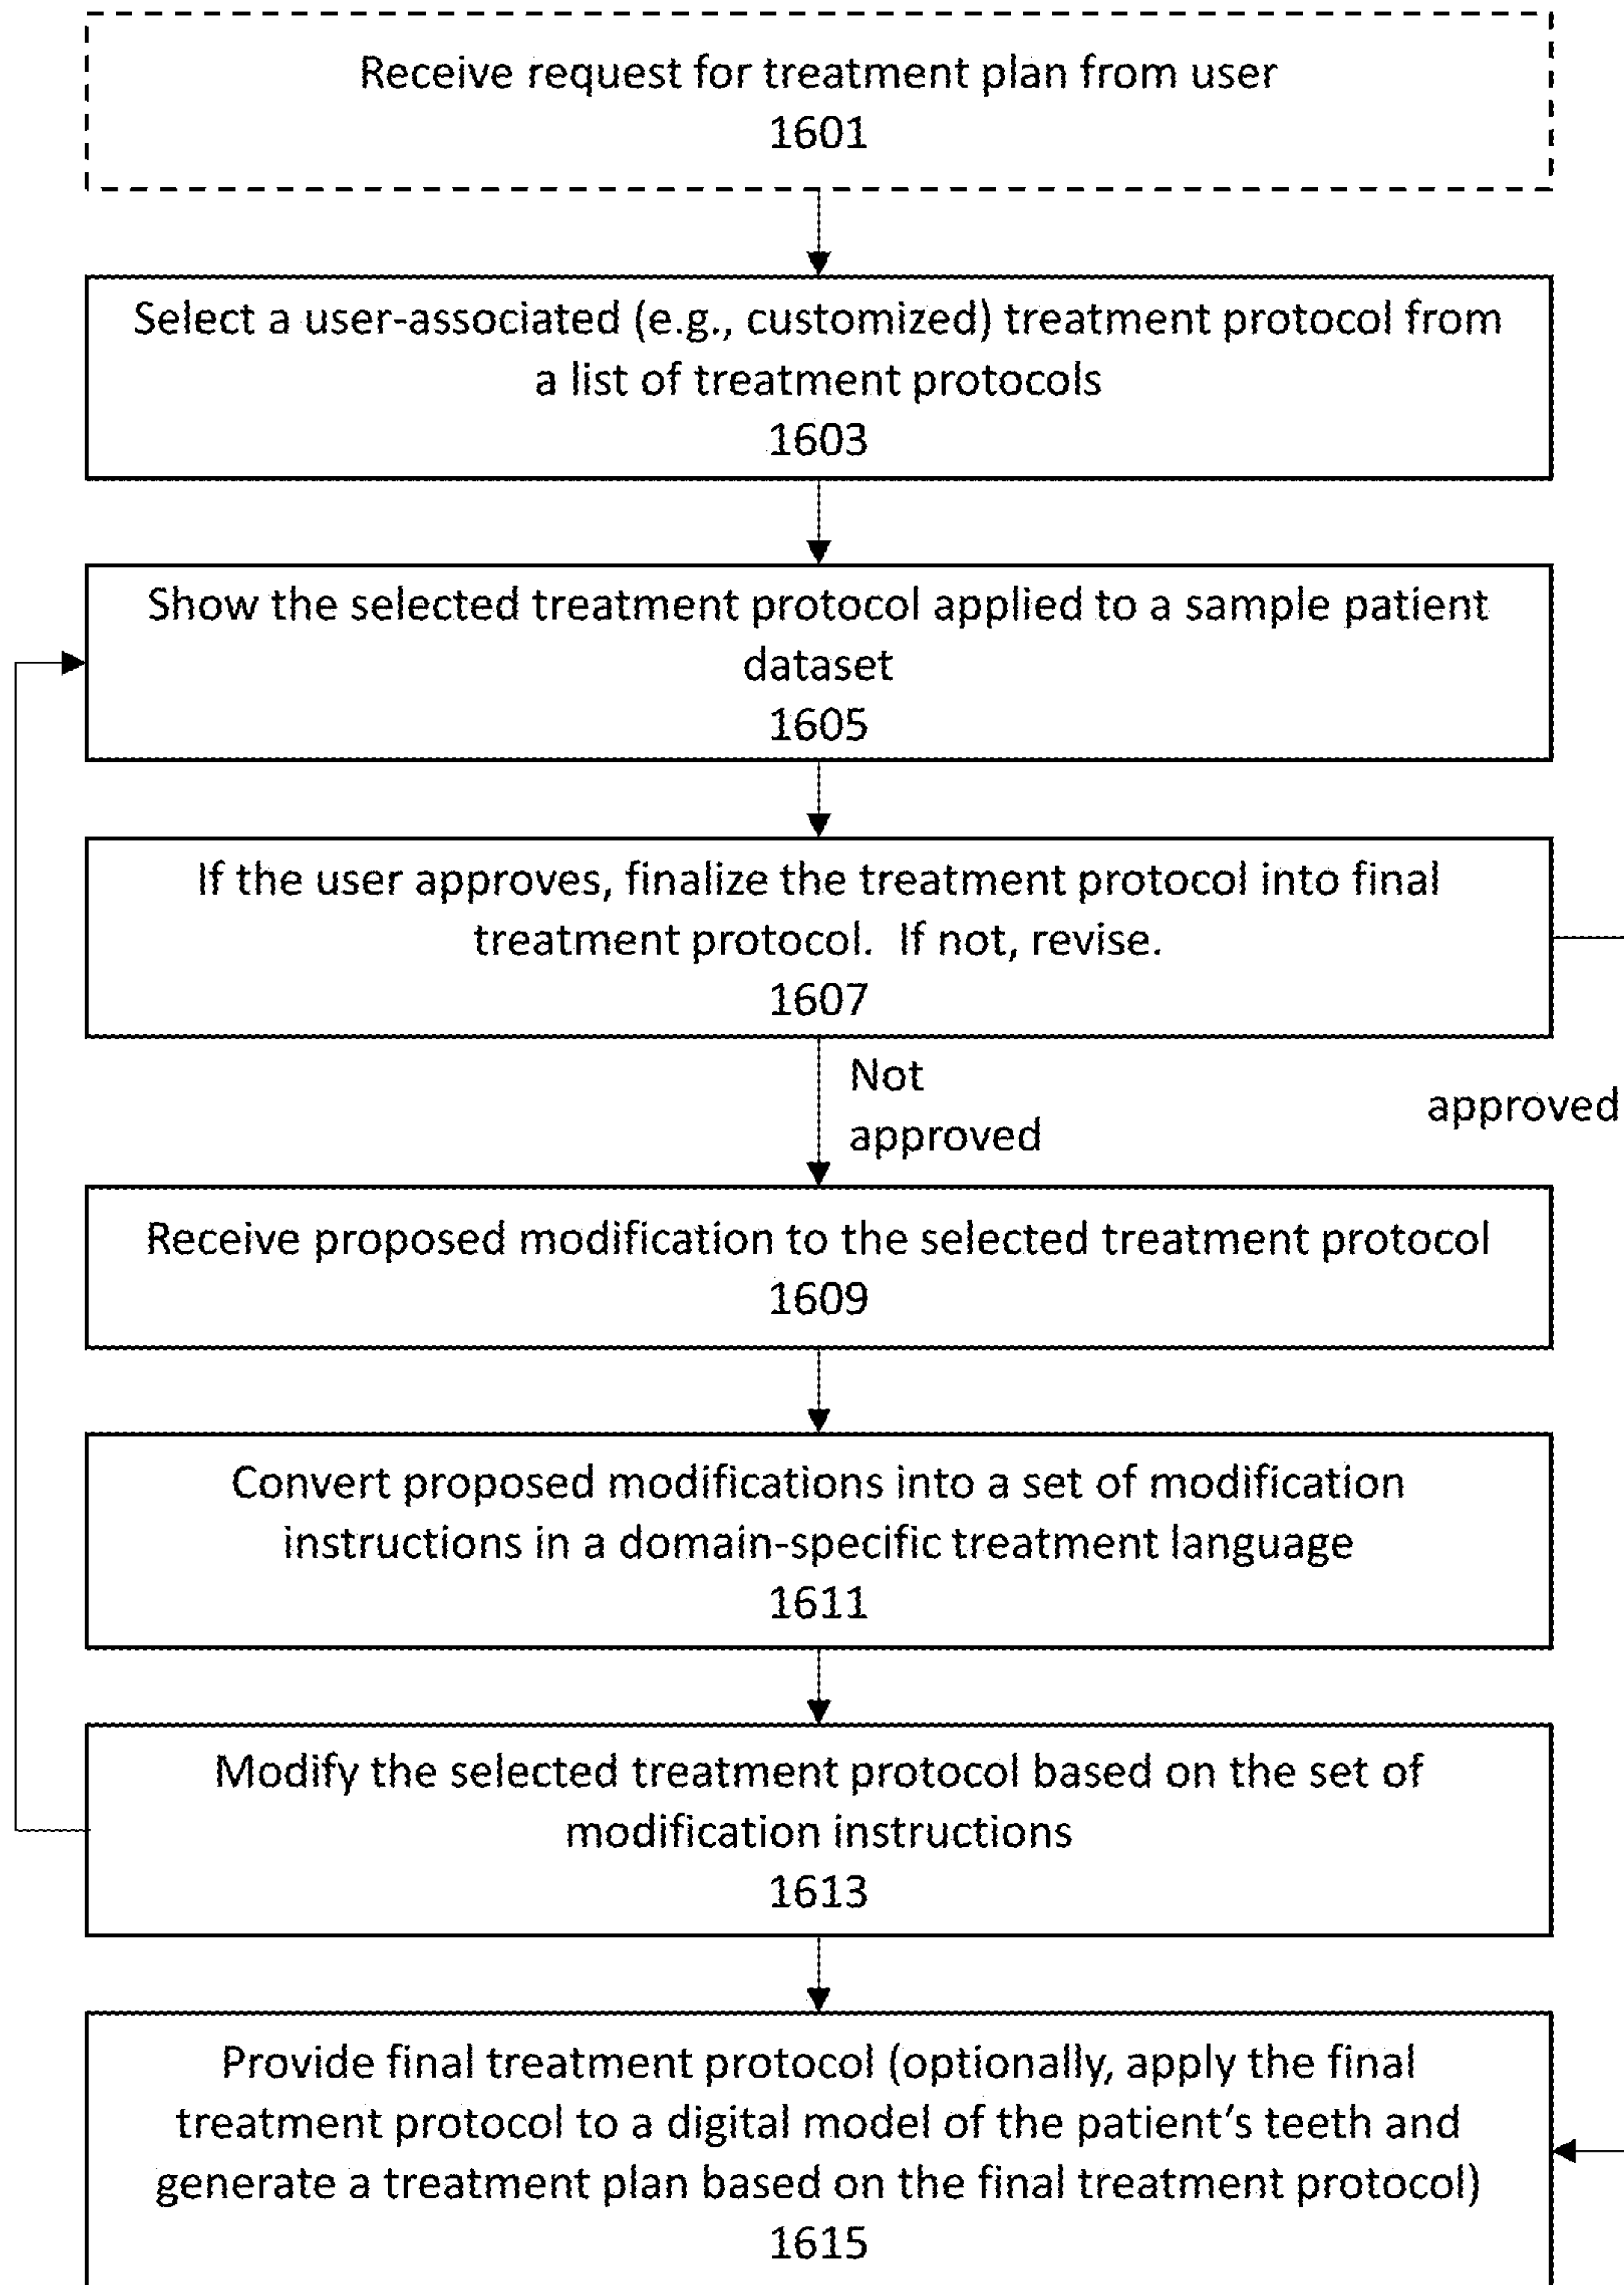 Receive request for treatment plan from user
1601
Select a user-associated (e.g., customized) treatment protocol from
a list of treatment protocols
1603
Show the selected treatment protocol applied to a sample patient
dataset
1605
If the user approves, finalize the treatment protocol into final
treatment protocol.  If not, revise.
1607
Not
approved
approved
Receive proposed modification to the selected treatment protocol
1609
Convert proposed modifications into a set of modification
instructions in a domain-specific treatment language
1611
Modify the selected treatment protocol based on the set of
modification instructions
1613
Provide final treatment protocol (optionally, apply the final
treatment protocol to a digital model of the patient's teeth and
generate a treatment plan based on the final treatment protocol)
1615